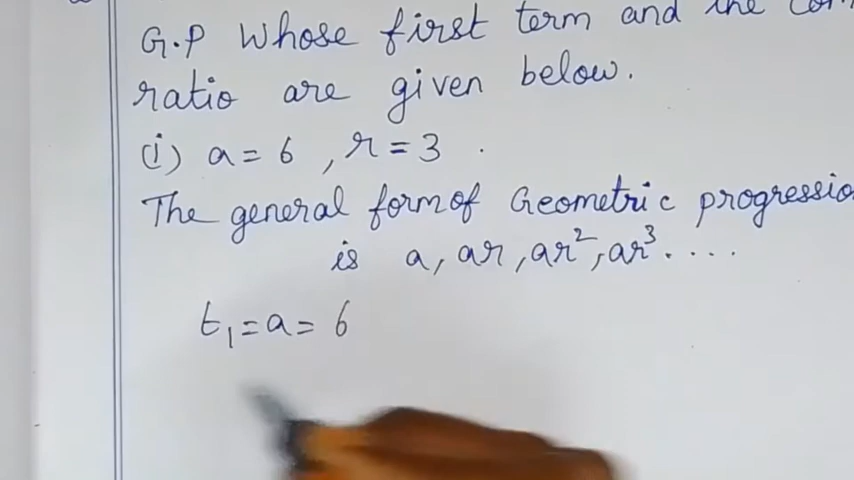 G.P whose first term and the
ratio are given below.
(i) a = 6 , r = 3 .
The general form of Geometric
is a, ar, ar², ar³. . . .
t₁ = a = 6